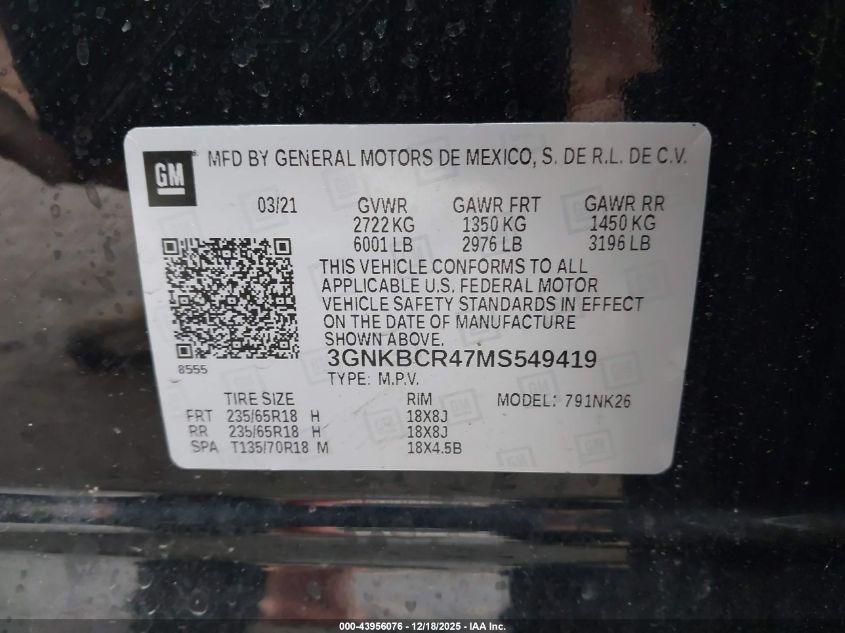 GM
MFD BY GENERAL MOTORS DE MEXICO, S. DE R.L. DE C.V.
03/21 GVWR GAWR FRT GAWR RR
2722 KG 1350 KG 1450 KG
6001 LB 2976 LB 3196 LB
THIS VEHICLE CONFORMS TO ALL
APPLICABLE U.S. FEDERAL MOTOR
VEHICLE SAFETY STANDARDS IN EFFECT
ON THE DATE OF MANUFACTURE
SHOWN ABOVE.
8555
3GNKBCR47MS549419
TYPE: M.P.V.
TIRE SIZE RIM MODEL: 791NK26
FRT 235/65R18 H 18X8J
RR 235/65R18 H 18X8J
SPA T135/70R18 M 18X4.5B
000-43956076 - 12/18/2025 - IAA Inc.